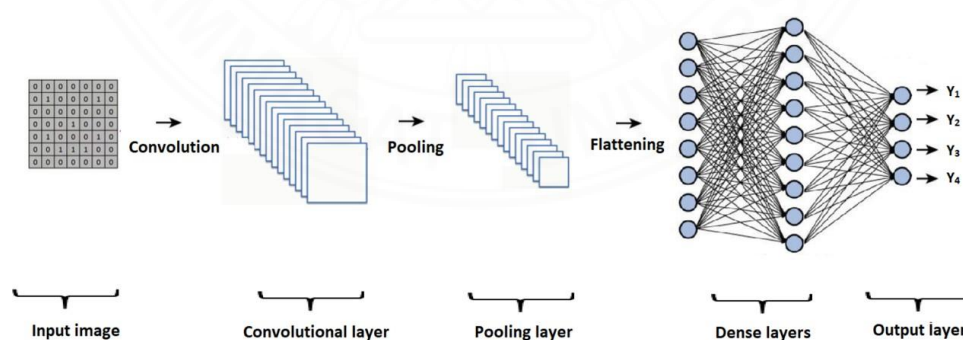 0 0 0 0 0 0 0
0 1 0 0 0 1 0
0 0 0 0 0 0 0
0 0 0 1 0 0 0
0 1 0 0 0 1 0
0 0 1 1 1 0 0
0 0 0 0 0 0 0
Convolution
Pooling
Flattening
Y₁
Y₂
Y₃
Y₄
Input image
Convolutional layer
Pooling layer
Dense layers
Output layer